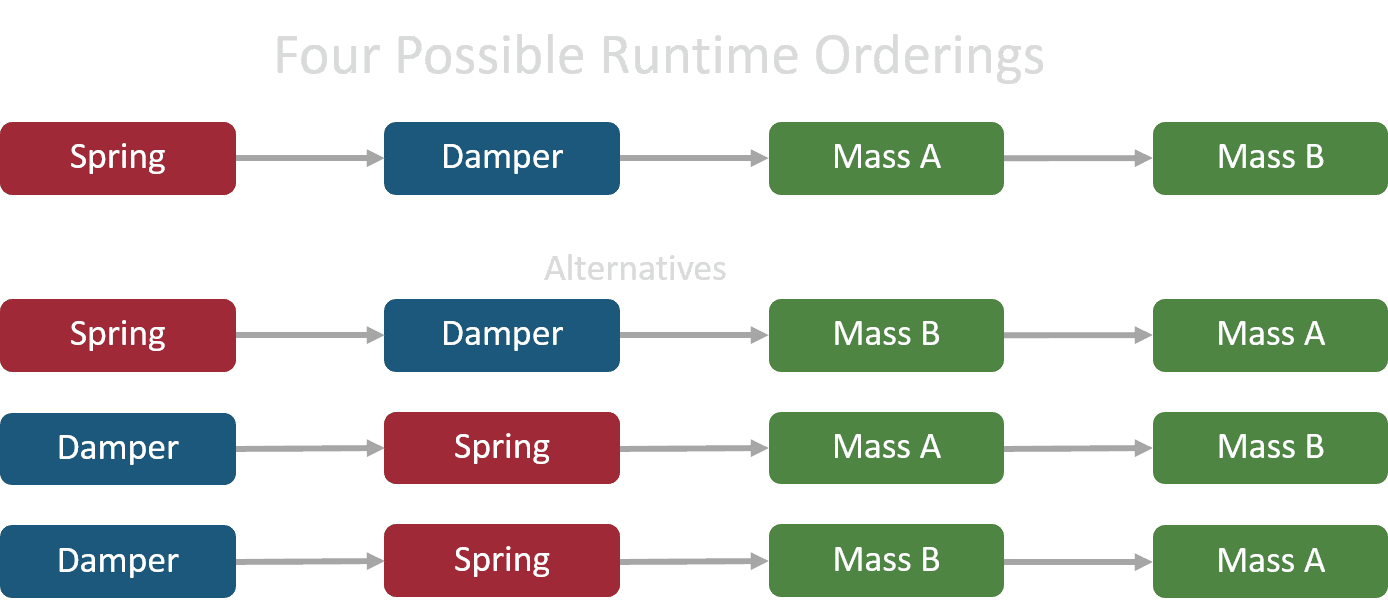 Four Possible Runtime Orderings
Spring Damper Mass A Mass B
Alternatives
Spring Damper Mass B Mass A
Damper Spring Mass A Mass B
Damper Spring Mass B Mass A